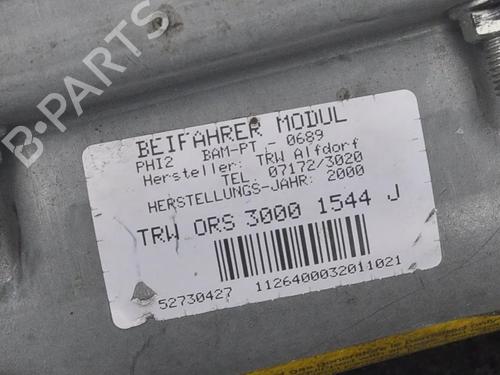 B-PARTS
BEIFAHRER MODUL
PHI2 BAM-PT - 0689
Hersteller: TRW Alfdorf
TEL. 07172/3020
HERSTELLUNGS-JAHR: 2000
TRW ORS 3000 1544 J
52730427 1126400032011021